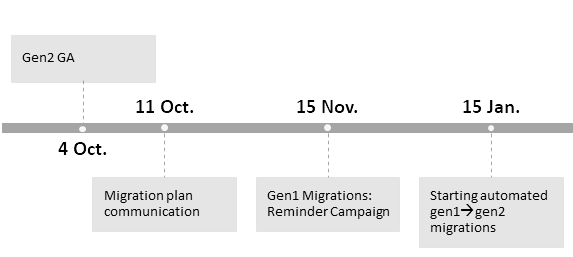 Gen2 GA
4 Oct.
11 Oct.
Migration plan
communication
15 Nov.
Gen1 Migrations:
Reminder Campaign
15 Jan.
Starting automated
gen1→gen2
migrations